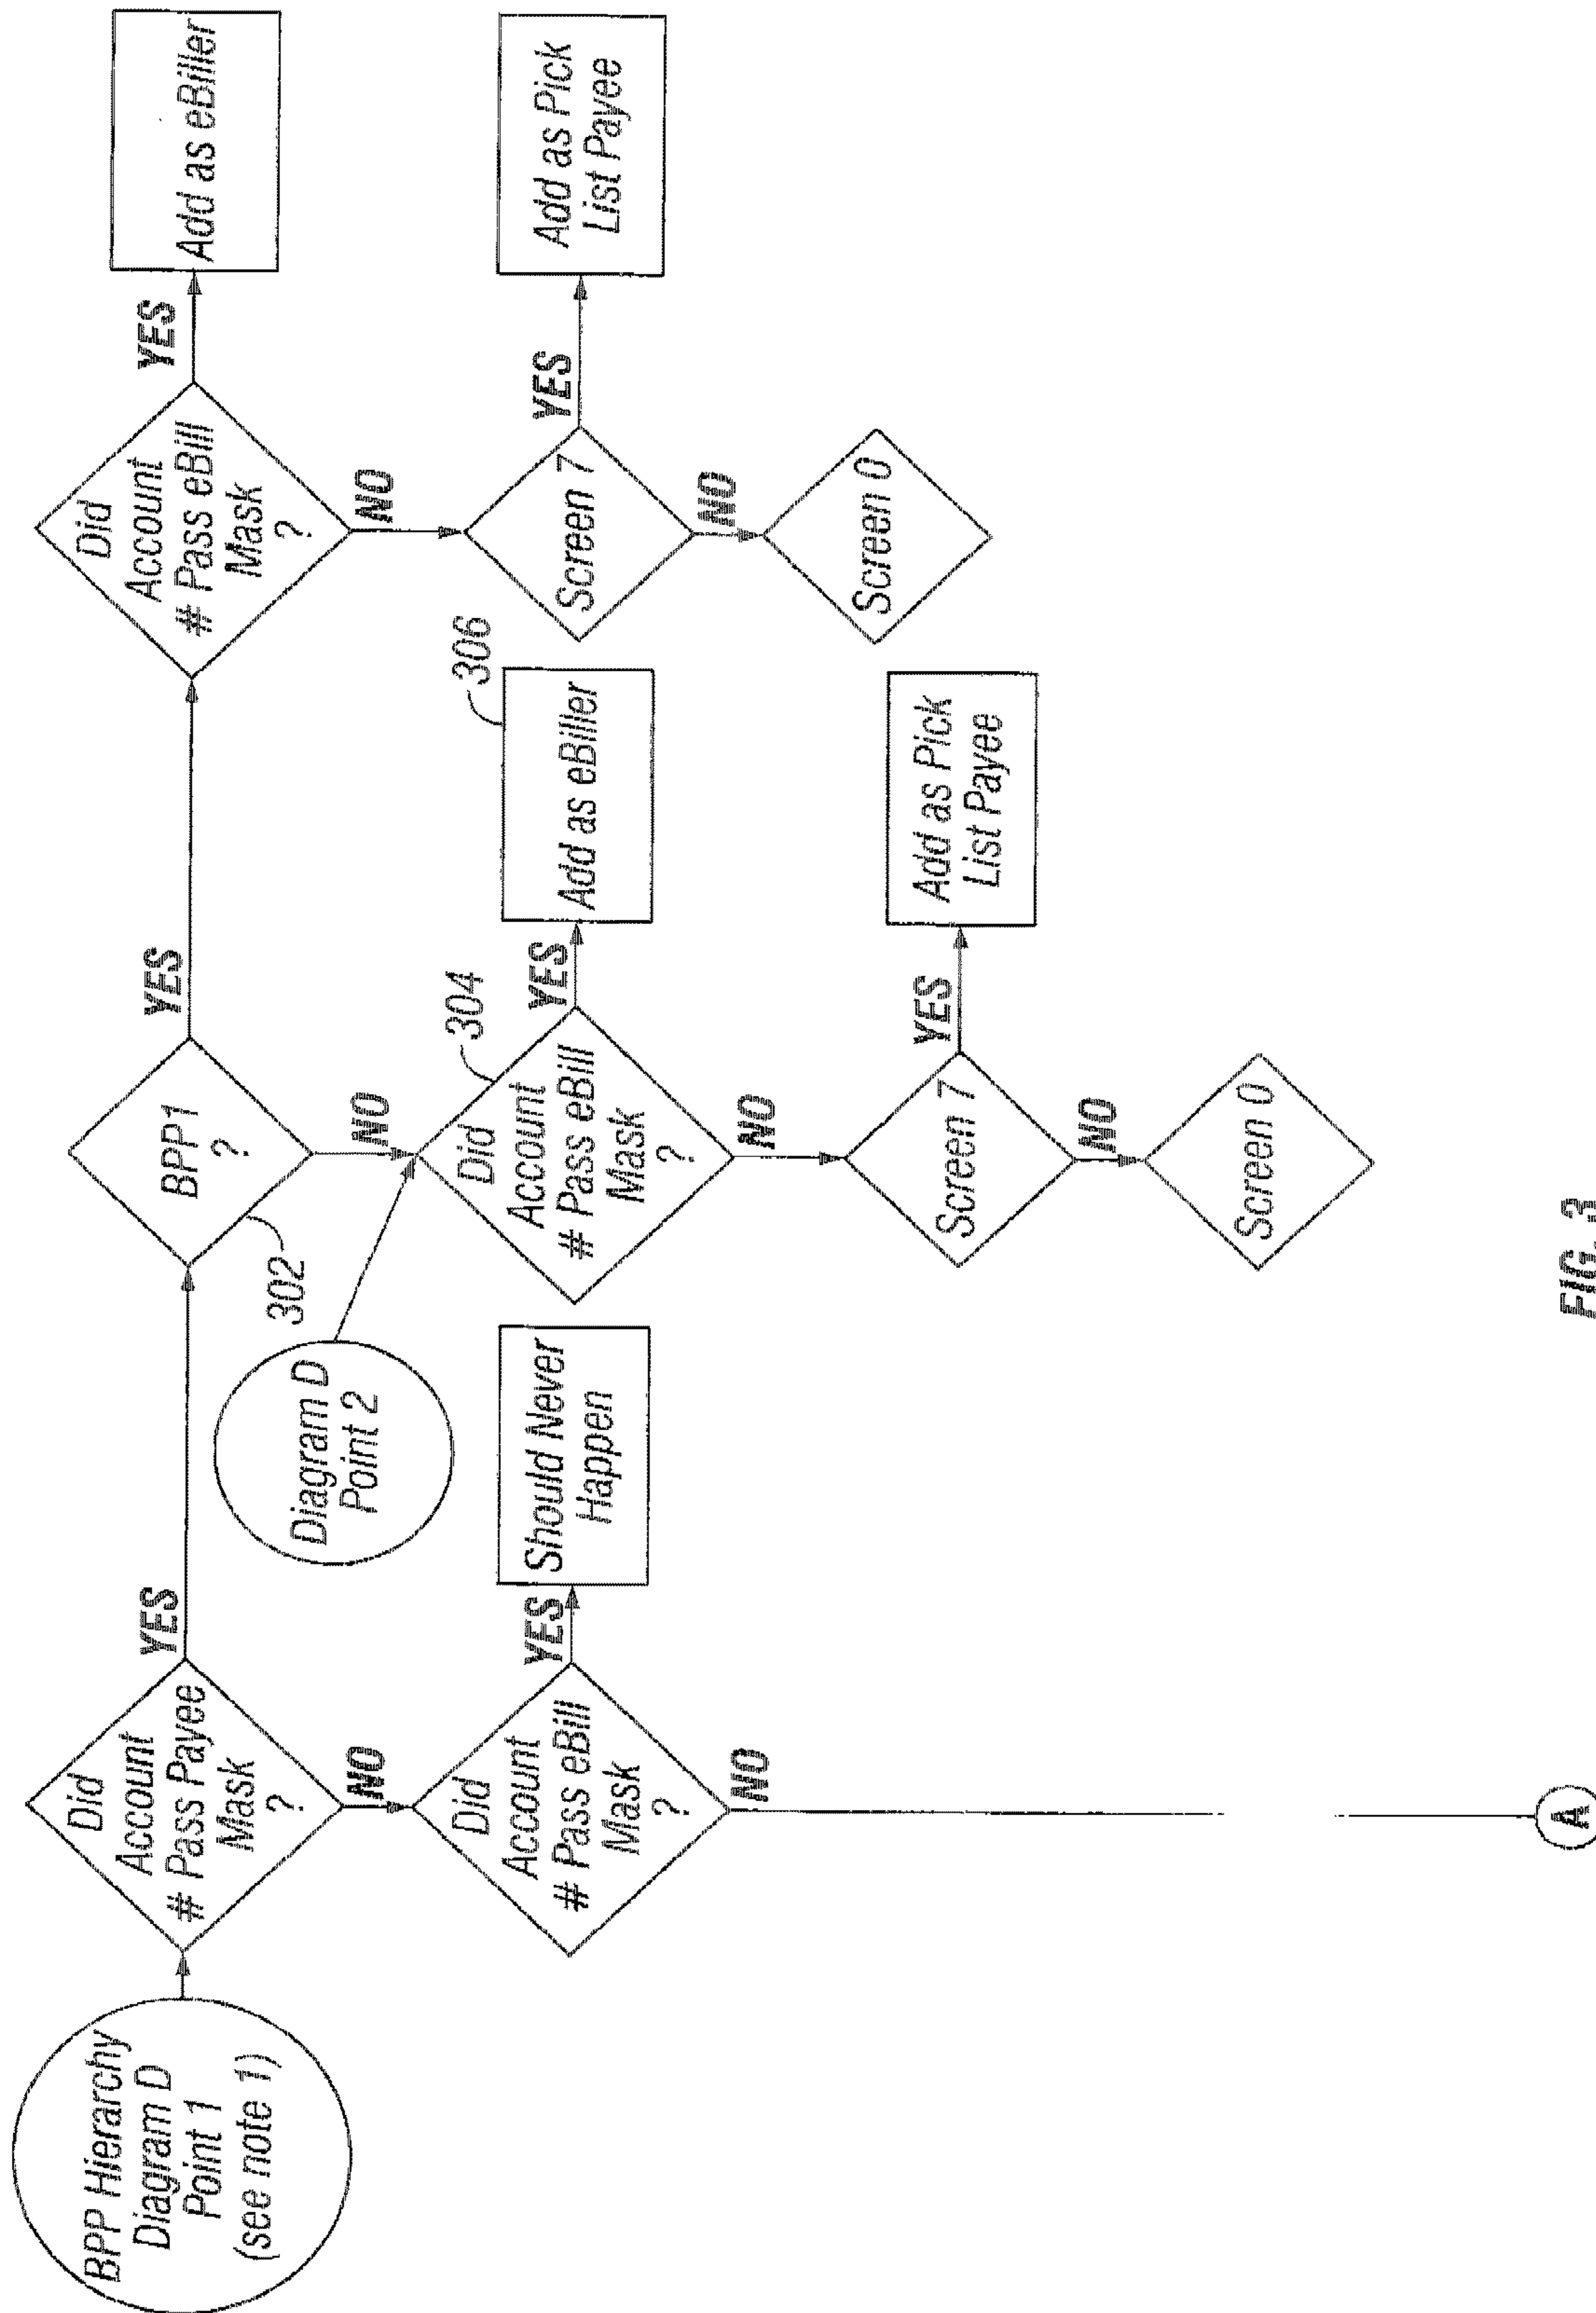 BPP Hierarchy
Diagram D
Point 1
(see note 1)
Did
Account
# Pass Payee
Mask
?
YES
NO
BPP1
?
302
YES
NO
Did
Account
# Pass eBill
Mask
?
YES
NO
Add as eBiller
Diagram D
Point 2
Did
Account
# Pass eBill
Mask
?
YES
NO
Should Never
Happen
Did
Account
# Pass eBill
Mask
?
304
YES
NO
Add as eBiller
306
Screen 7
YES
NO
Add as Pick
List Payee
Screen 7
YES
NO
Add as Pick
List Payee
Screen 0
Screen 0
A
FIG. 3